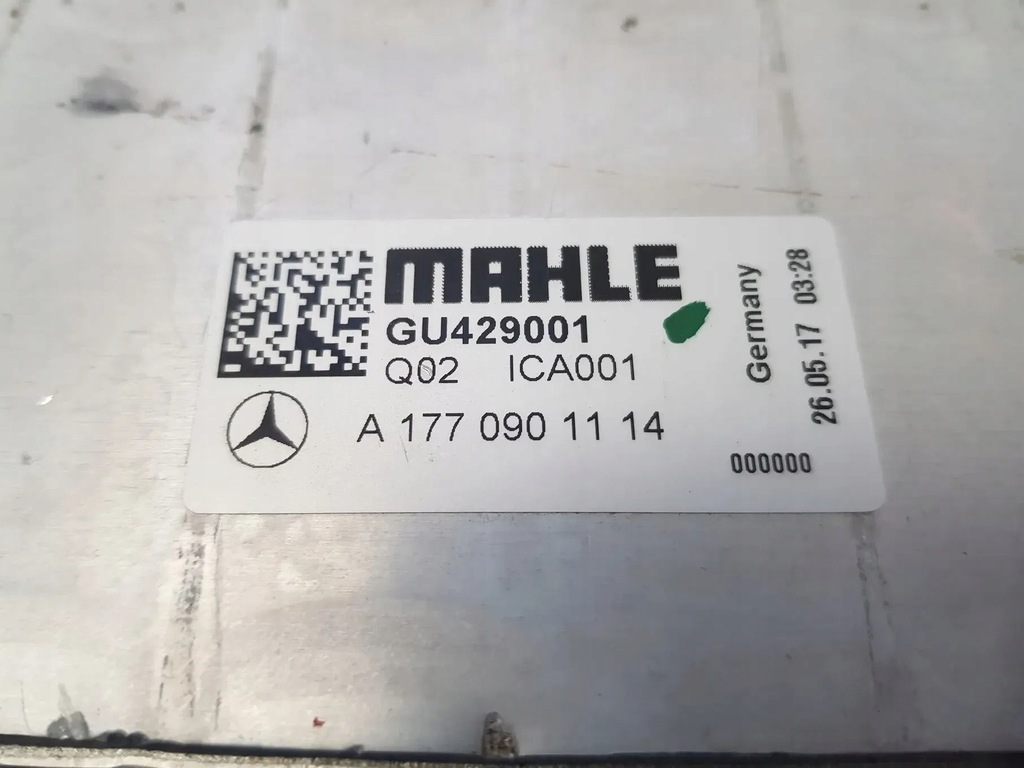 MAHLE
GU429001
Q02 ICA001
A 177 090 11 14
Germany
26.05.17 03:28
000000